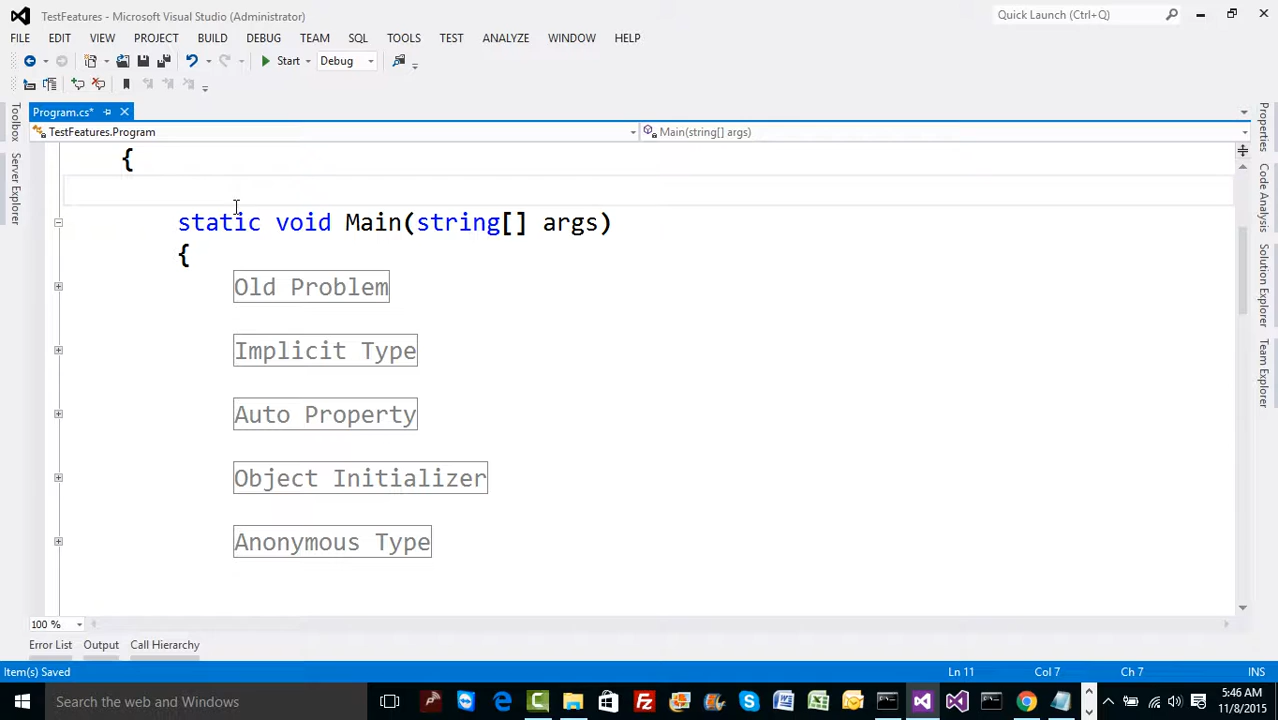 TestFeatures - Microsoft Visual Studio (Administrator)
Quick Launch (Ctrl+Q)
FILE EDIT VIEW PROJECT BUILD DEBUG TEAM SQL TOOLS TEST ANALYZE WINDOW HELP
Start Debug
Toolbox
Server Explorer
Program.cs*
TestFeatures.Program
Main(string[] args)
{
static void Main(string[] args)
{
Old Problem
Implicit Type
Auto Property
Object Initializer
Anonymous Type
Properties
Code Analysis
Solution Explorer
Team Explorer
100 %
Error List Output Call Hierarchy
Item(s) Saved
Ln 11 Col 7 Ch 7 INS
Search the web and Windows
5:46 AM
11/8/2015